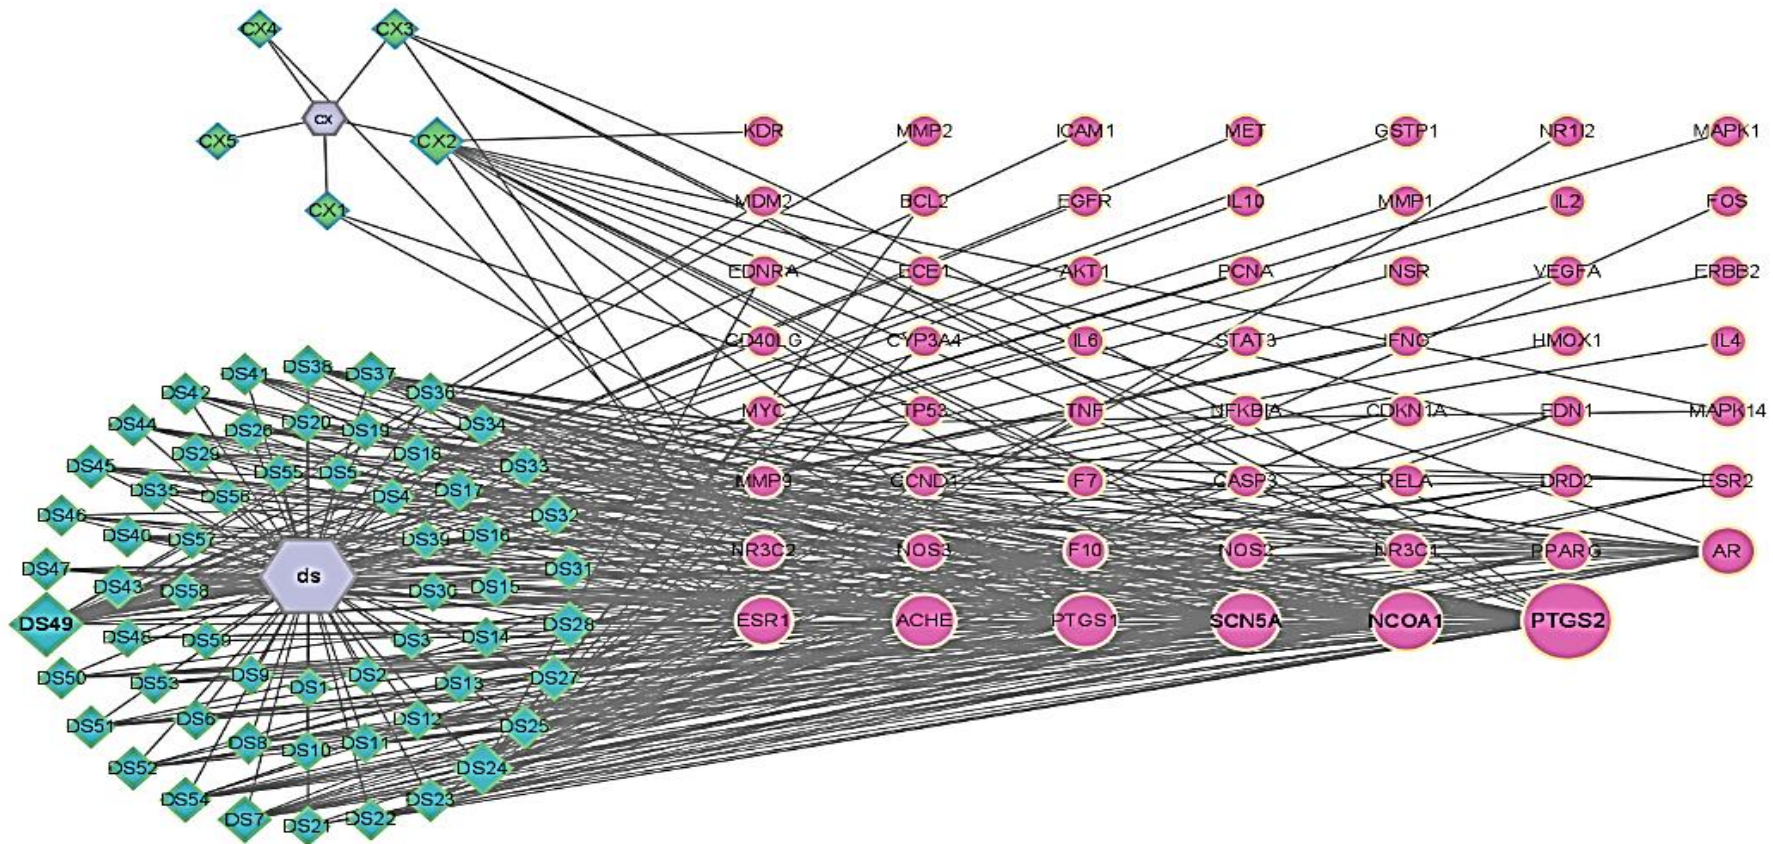 CX4
CX3
cx
CX5
CX2
CX1
KDR
MMP2
ICAM1
MET
GSTP1
NR1I2
MAPK1
MDM2
BCL2
EGFR
IL10
MMP1
IL2
FOS
EDNRA
ECE1
AKT1
PCNA
INSR
VEGFA
ERBB2
CD40LG
CYP3A4
IL6
STAT3
IFNG
HMOX1
IL4
MYC
TP53
TNF
NFKBIA
CDKN1A
EDN1
MAPK14
MMP9
CCND1
F7
CASP3
RELA
DRD2
ESR2
NR3C2
NOS3
F10
NOS2
NR3C1
PPARG
AR
ESR1
ACHE
PTGS1
SCN5A
NCOA1
PTGS2
DS38
DS41
DS37
DS42
DS36
DS44
DS26
DS20
DS19
DS34
DS29
DS18
DS45
DS55
DS5
DS33
DS35
DS56
DS4
DS17
DS46
DS32
DS40
DS57
DS39
DS16
DS47
DS31
ds
DS43
DS58
DS30
DS15
DS49
DS48
DS59
DS3
DS14
DS28
DS50
DS53
DS9
DS1
DS2
DS13
DS27
DS51
DS6
DS12
DS25
DS8
DS10
DS11
DS52
DS24
DS54
DS23
DS7
DS21
DS22